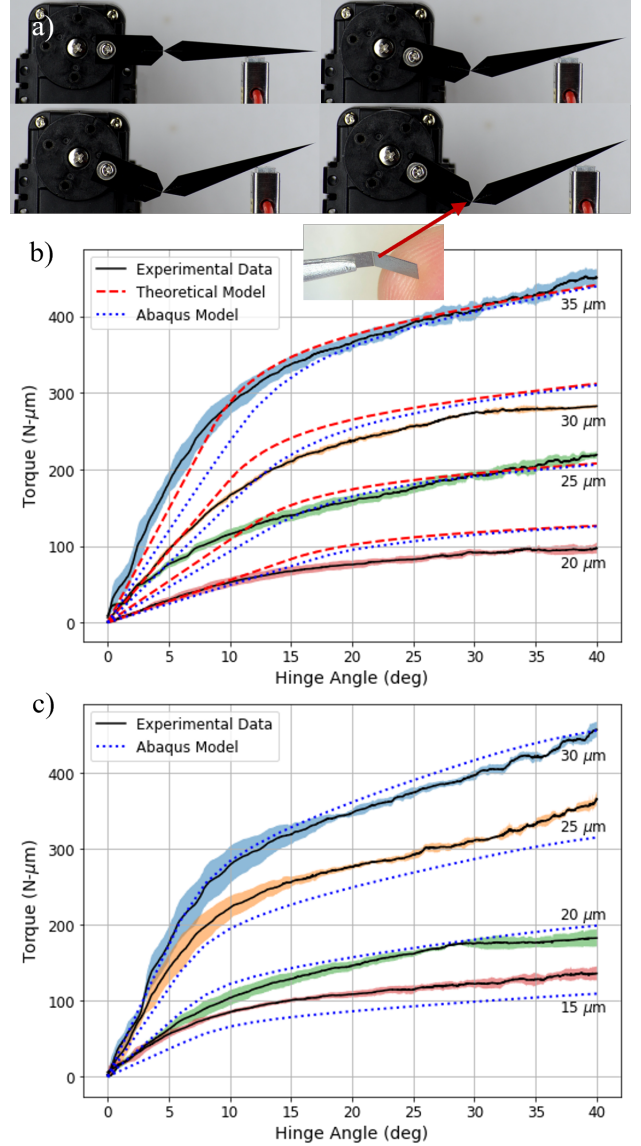 a)
b)
Experimental Data
Theoretical Model
Abaqus Model
400
300
200
100
0
Torque (N-μm)
35 μm
30 μm
25 μm
20 μm
0 5 10 15 20 25 30 35 40
Hinge Angle (deg)
c)
Experimental Data
Abaqus Model
400
300
200
100
0
Torque (N-μm)
30 μm
25 μm
20 μm
15 μm
0 5 10 15 20 25 30 35 40
Hinge Angle (deg)